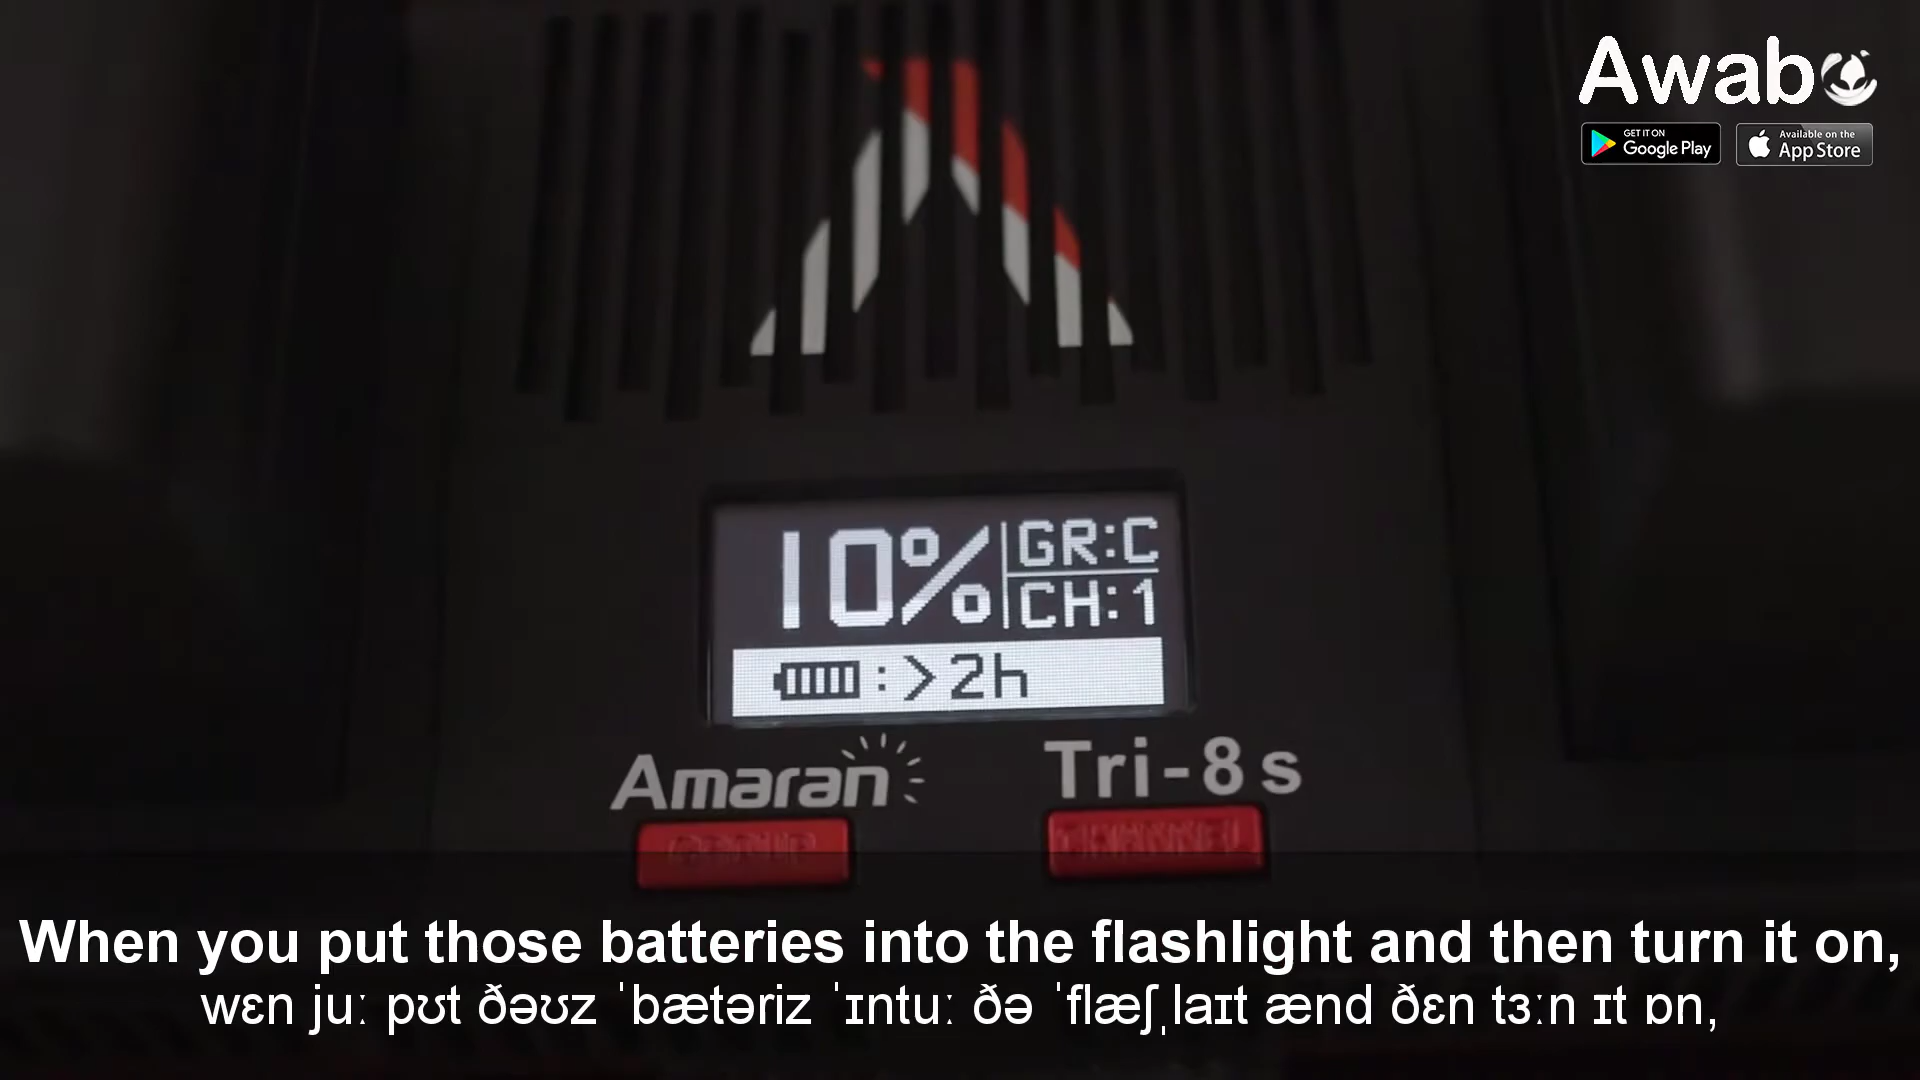 Awabe
GET IT ON
Google Play
Available on the
App Store
10%
GR:C
CH:1
:>2h
Amaran
Tri-8s
GROUP
CHANNEL
When you put those batteries into the flashlight and then turn it on,
wɛn juː pʊt ðəʊz ˈbætəriz ˈɪntuː ðə ˈflæʃˌlaɪt ænd ðɛn tɜːn ɪt ɒn,